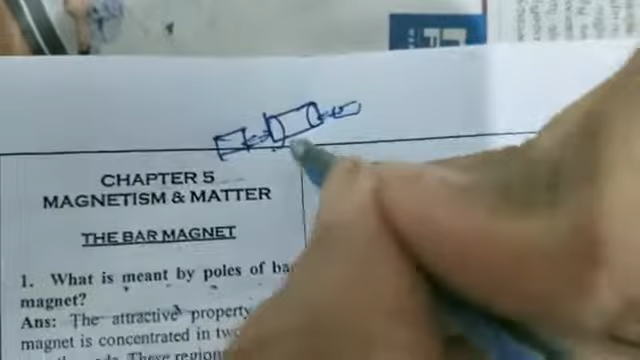 CHAPTER 5
MAGNETISM & MATTER
THE BAR MAGNET
1. What is meant by poles of
magnet?
Ans: The attractive property
magnet is concentrated in two
These